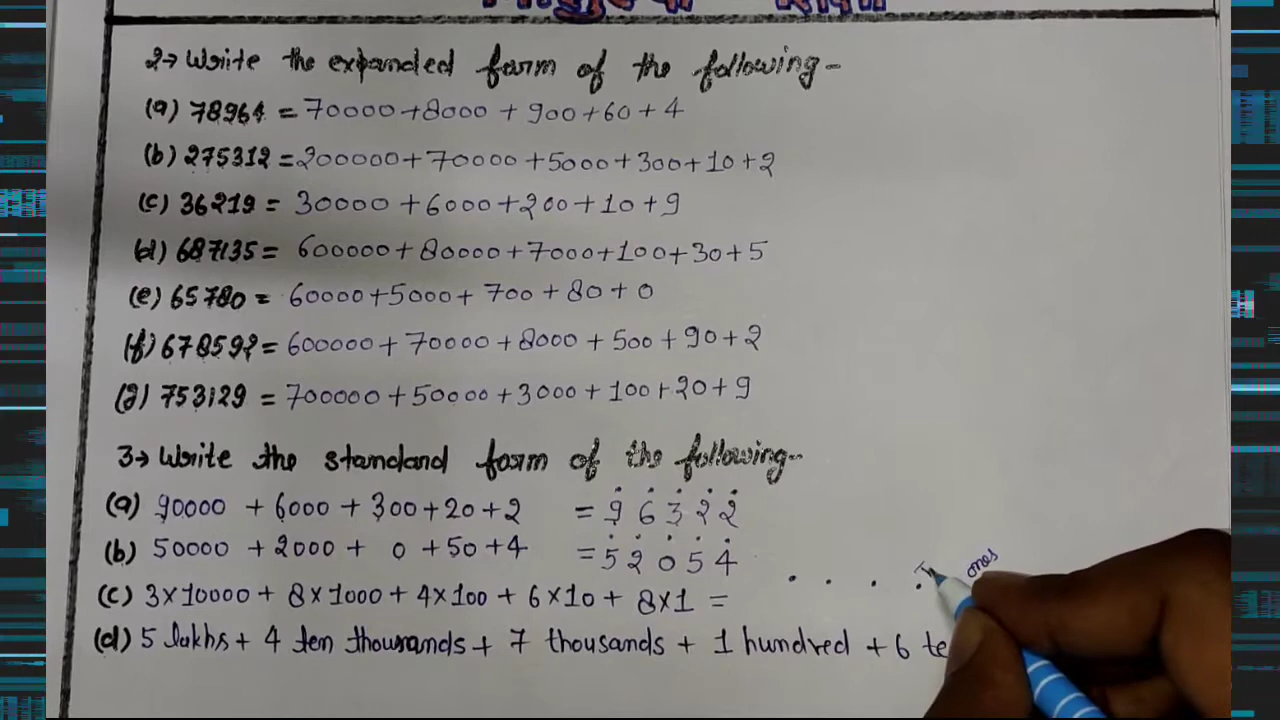 2→ Write the expanded form of the following-
(a) 78964 = 70000+8000 + 900+60+4
(b) 275312 = 200000+70000+5000+300+10+2
(c) 36219 = 30000+6000+200+10+9
(d) 687135 = 600000+80000+7000+100+30+5
(e) 65780 = 60000+5000+ 700+80+0
(f) 678592 = 600000+70000+8000+500+90+2
(g) 753129 = 700000+50000+3000+100+20+9
3→ Write the standard form of the following--
(a) 90000 + 6000 + 300+20+2 = 96322
(b) 50000 + 2000 + 0 +50+4 = 52054
ones
(c) 3×10000 + 8×1000 + 4×100 + 6×10 + 8×1 =
(d) 5 lakhs + 4 ten thousands + 7 thousands + 1 hundred + 6 te